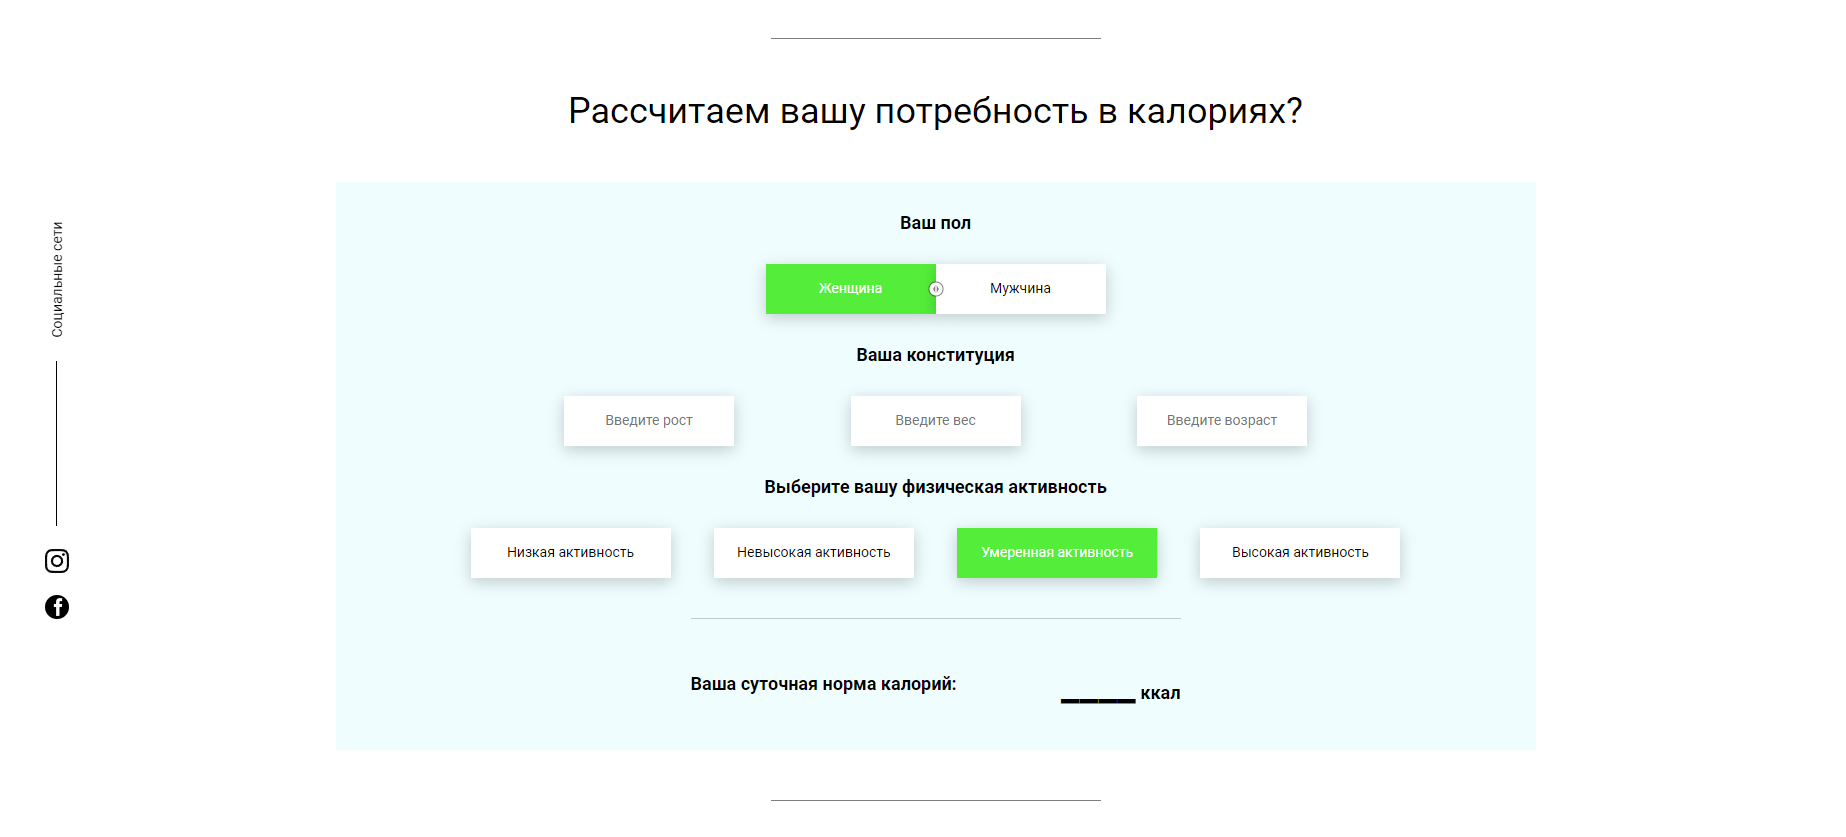 Рассчитаем вашу потребность в калориях?
Социальные сети
Ваш пол
Женщина
Мужчина
Ваша конституция
Введите рост
Введите вес
Введите возраст
Выберите вашу физическая активность
Низкая активность
Невысокая активность
Умеренная активность
Высокая активность
Ваша суточная норма калорий:
____ ккал